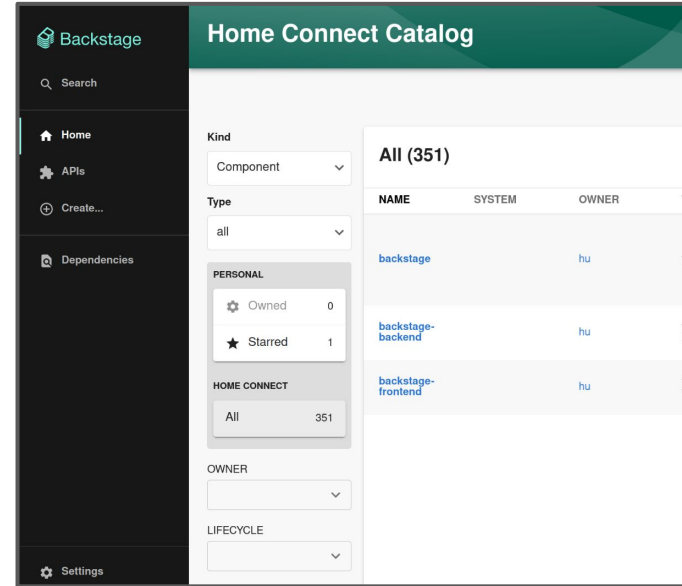 Backstage
Search
Home
APIs
Create...
Dependencies
Settings
Home Connect Catalog
Kind
Component
Type
all
PERSONAL
Owned 0
Starred 1
HOME CONNECT
All 351
OWNER
LIFECYCLE
All (351)
NAME SYSTEM OWNER
backstage hu
backstage-
backend hu
backstage-
frontend hu